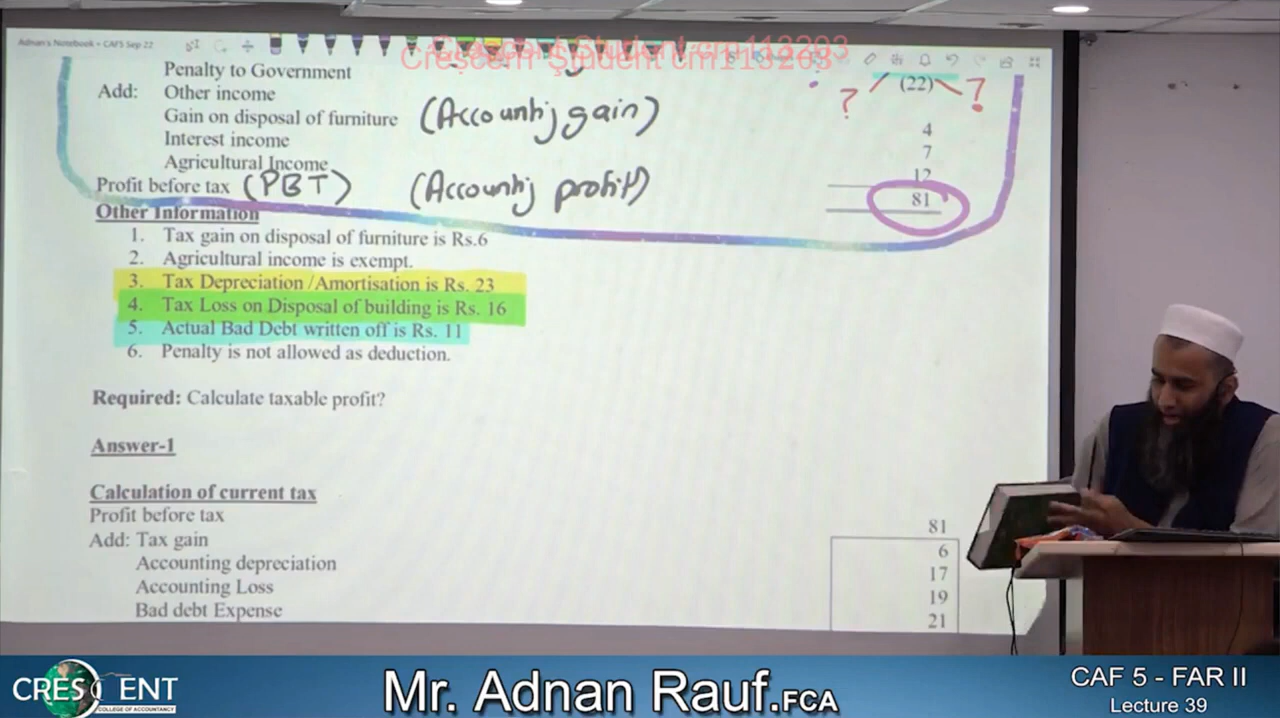 Adnan's Notebook • CAF5 Sep 22
Crescent Student crn113203
Crescent Student crn113203
Penalty to Government
(22)
? ?
Add: Other income
Gain on disposal of furniture (Accounting gain)
4
Interest income
7
Agricultural Income
12
Profit before tax (PBT) (Accounting profit)
81
Other Information
1. Tax gain on disposal of furniture is Rs.6
2. Agricultural income is exempt.
3. Tax Depreciation /Amortisation is Rs. 23
4. Tax Loss on Disposal of building is Rs. 16
5. Actual Bad Debt written off is Rs. 11
6. Penalty is not allowed as deduction.
Required: Calculate taxable profit?
Answer-1
Calculation of current tax
Profit before tax 81
Add: Tax gain 6
Accounting depreciation 17
Accounting Loss 19
Bad debt Expense 21
CRESCENT
COLLEGE OF ACCOUNTANCY
Mr. Adnan Rauf.FCA
CAF 5 - FAR II
Lecture 39